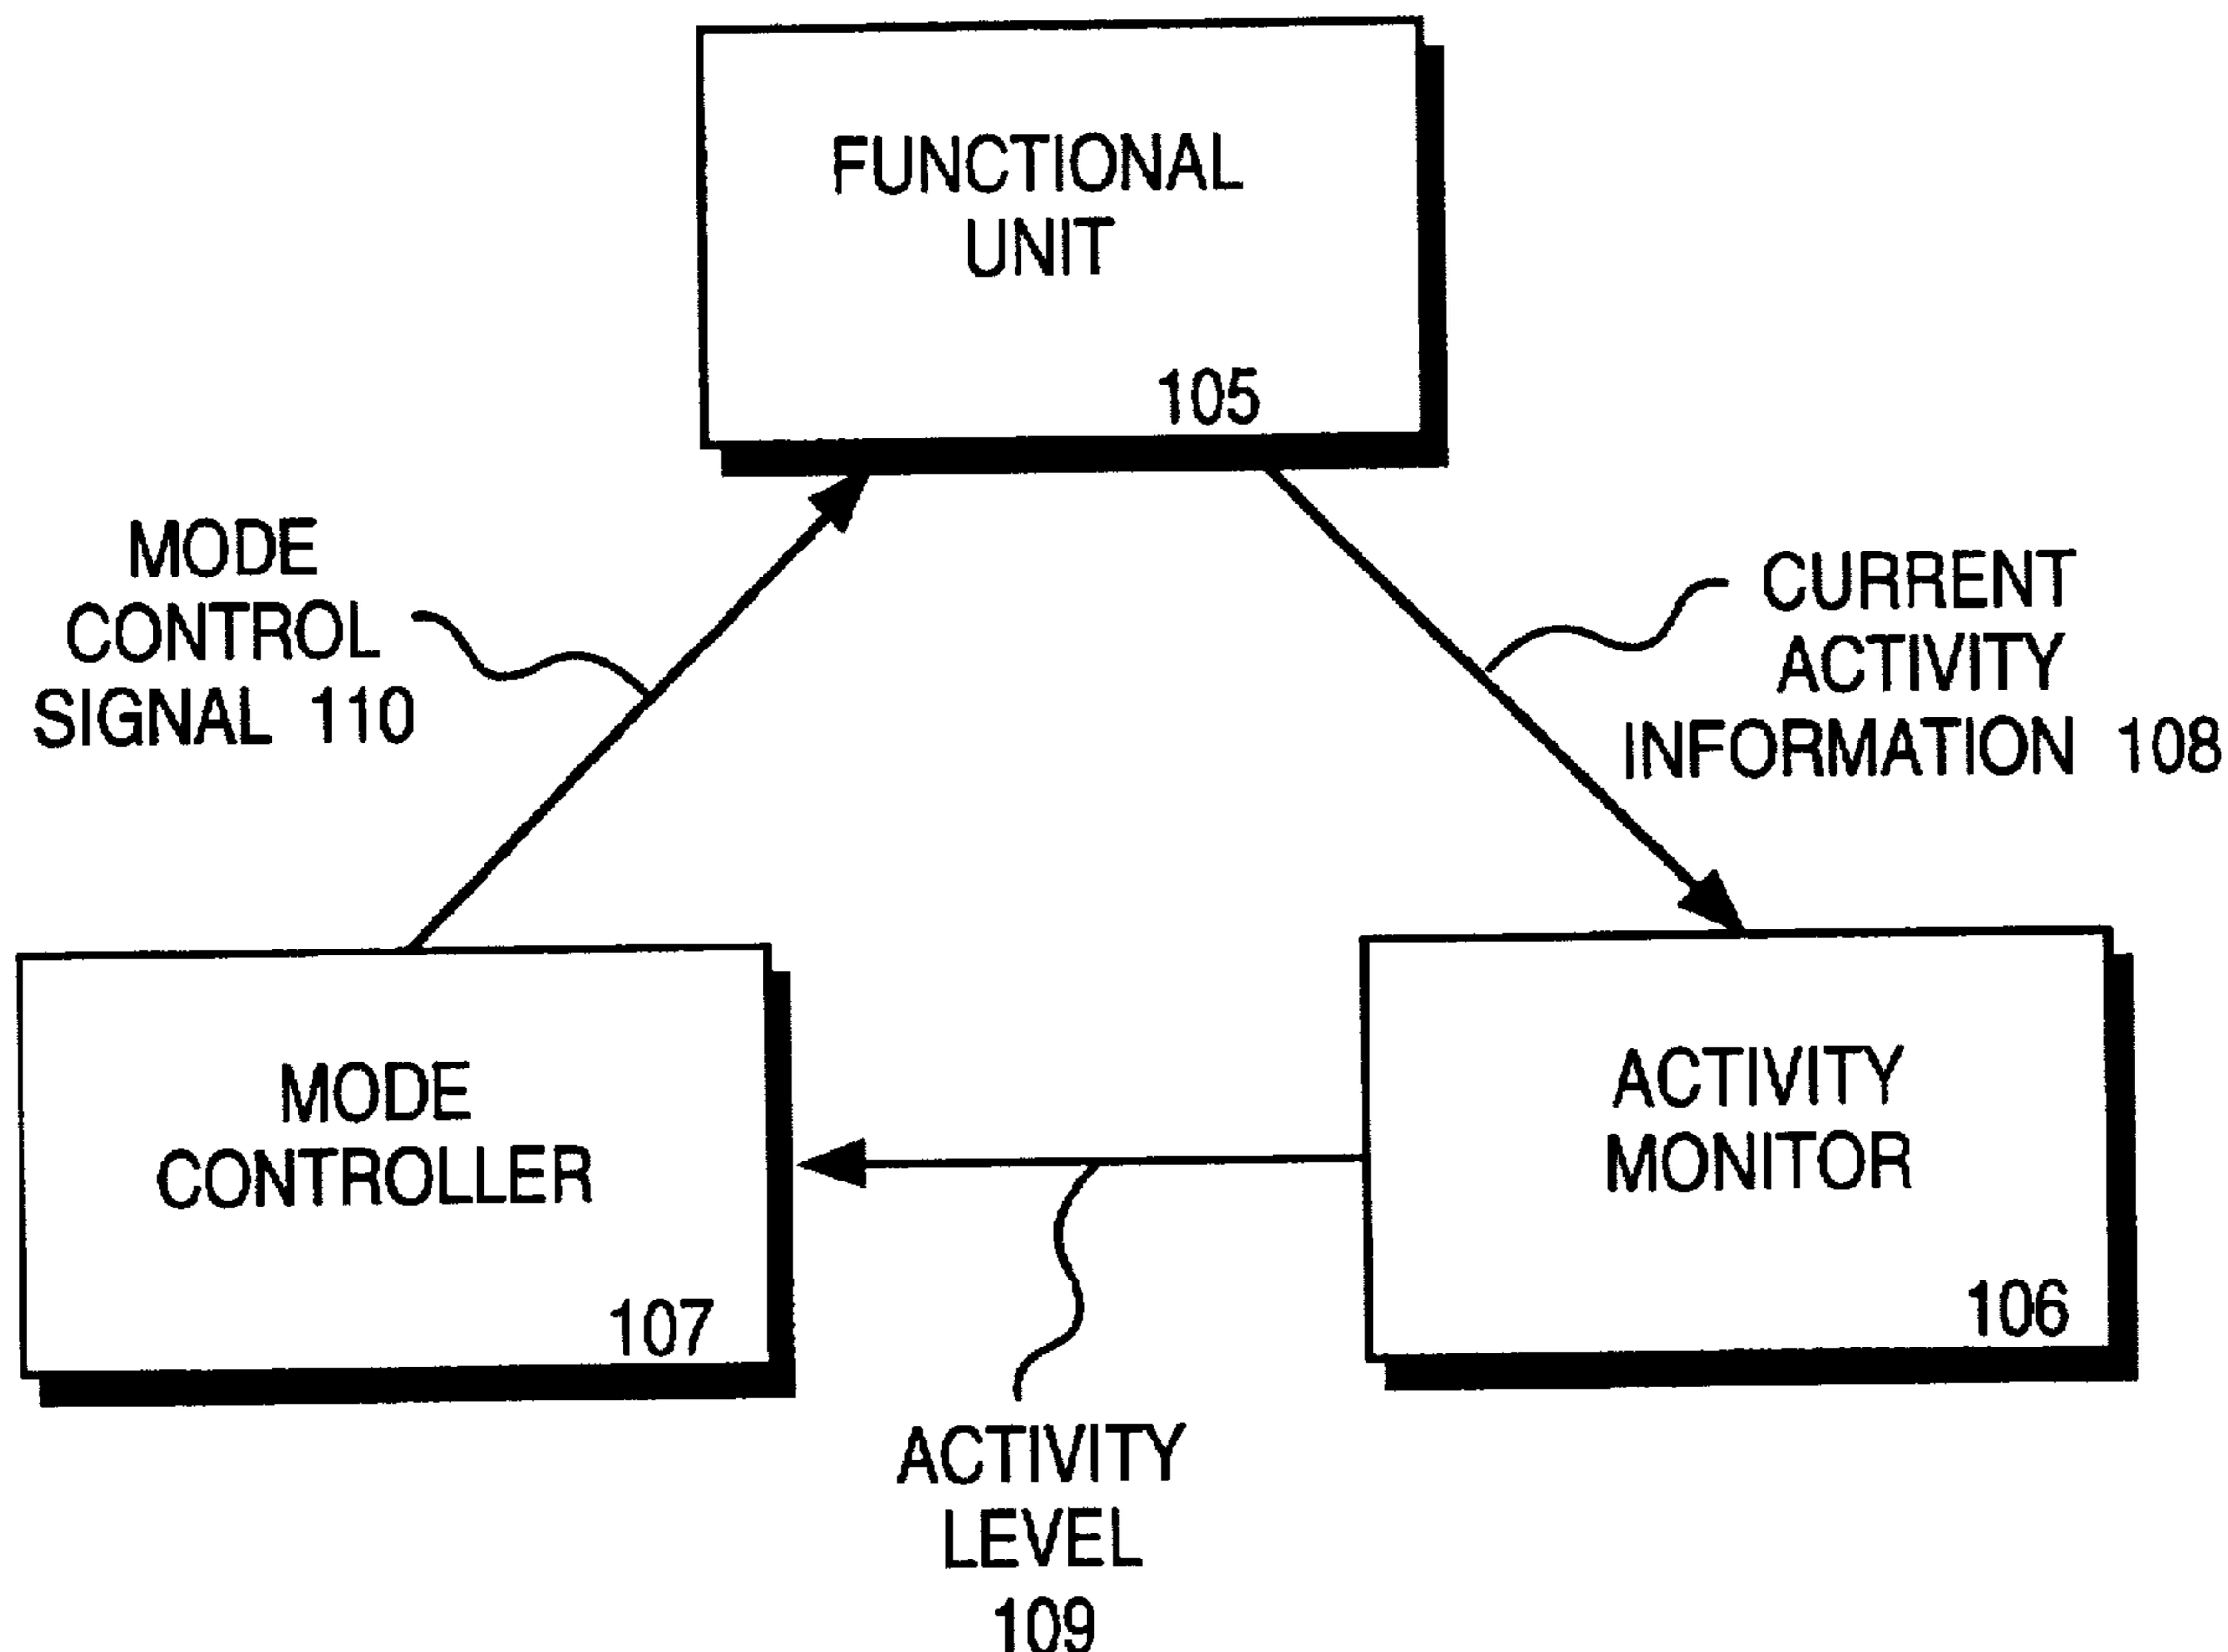 FUNCTIONAL
UNIT
105
MODE
CONTROL
SIGNAL 110
CURRENT
ACTIVITY
INFORMATION 108
MODE
CONTROLLER
107
ACTIVITY
MONITOR
106
ACTIVITY
LEVEL
109